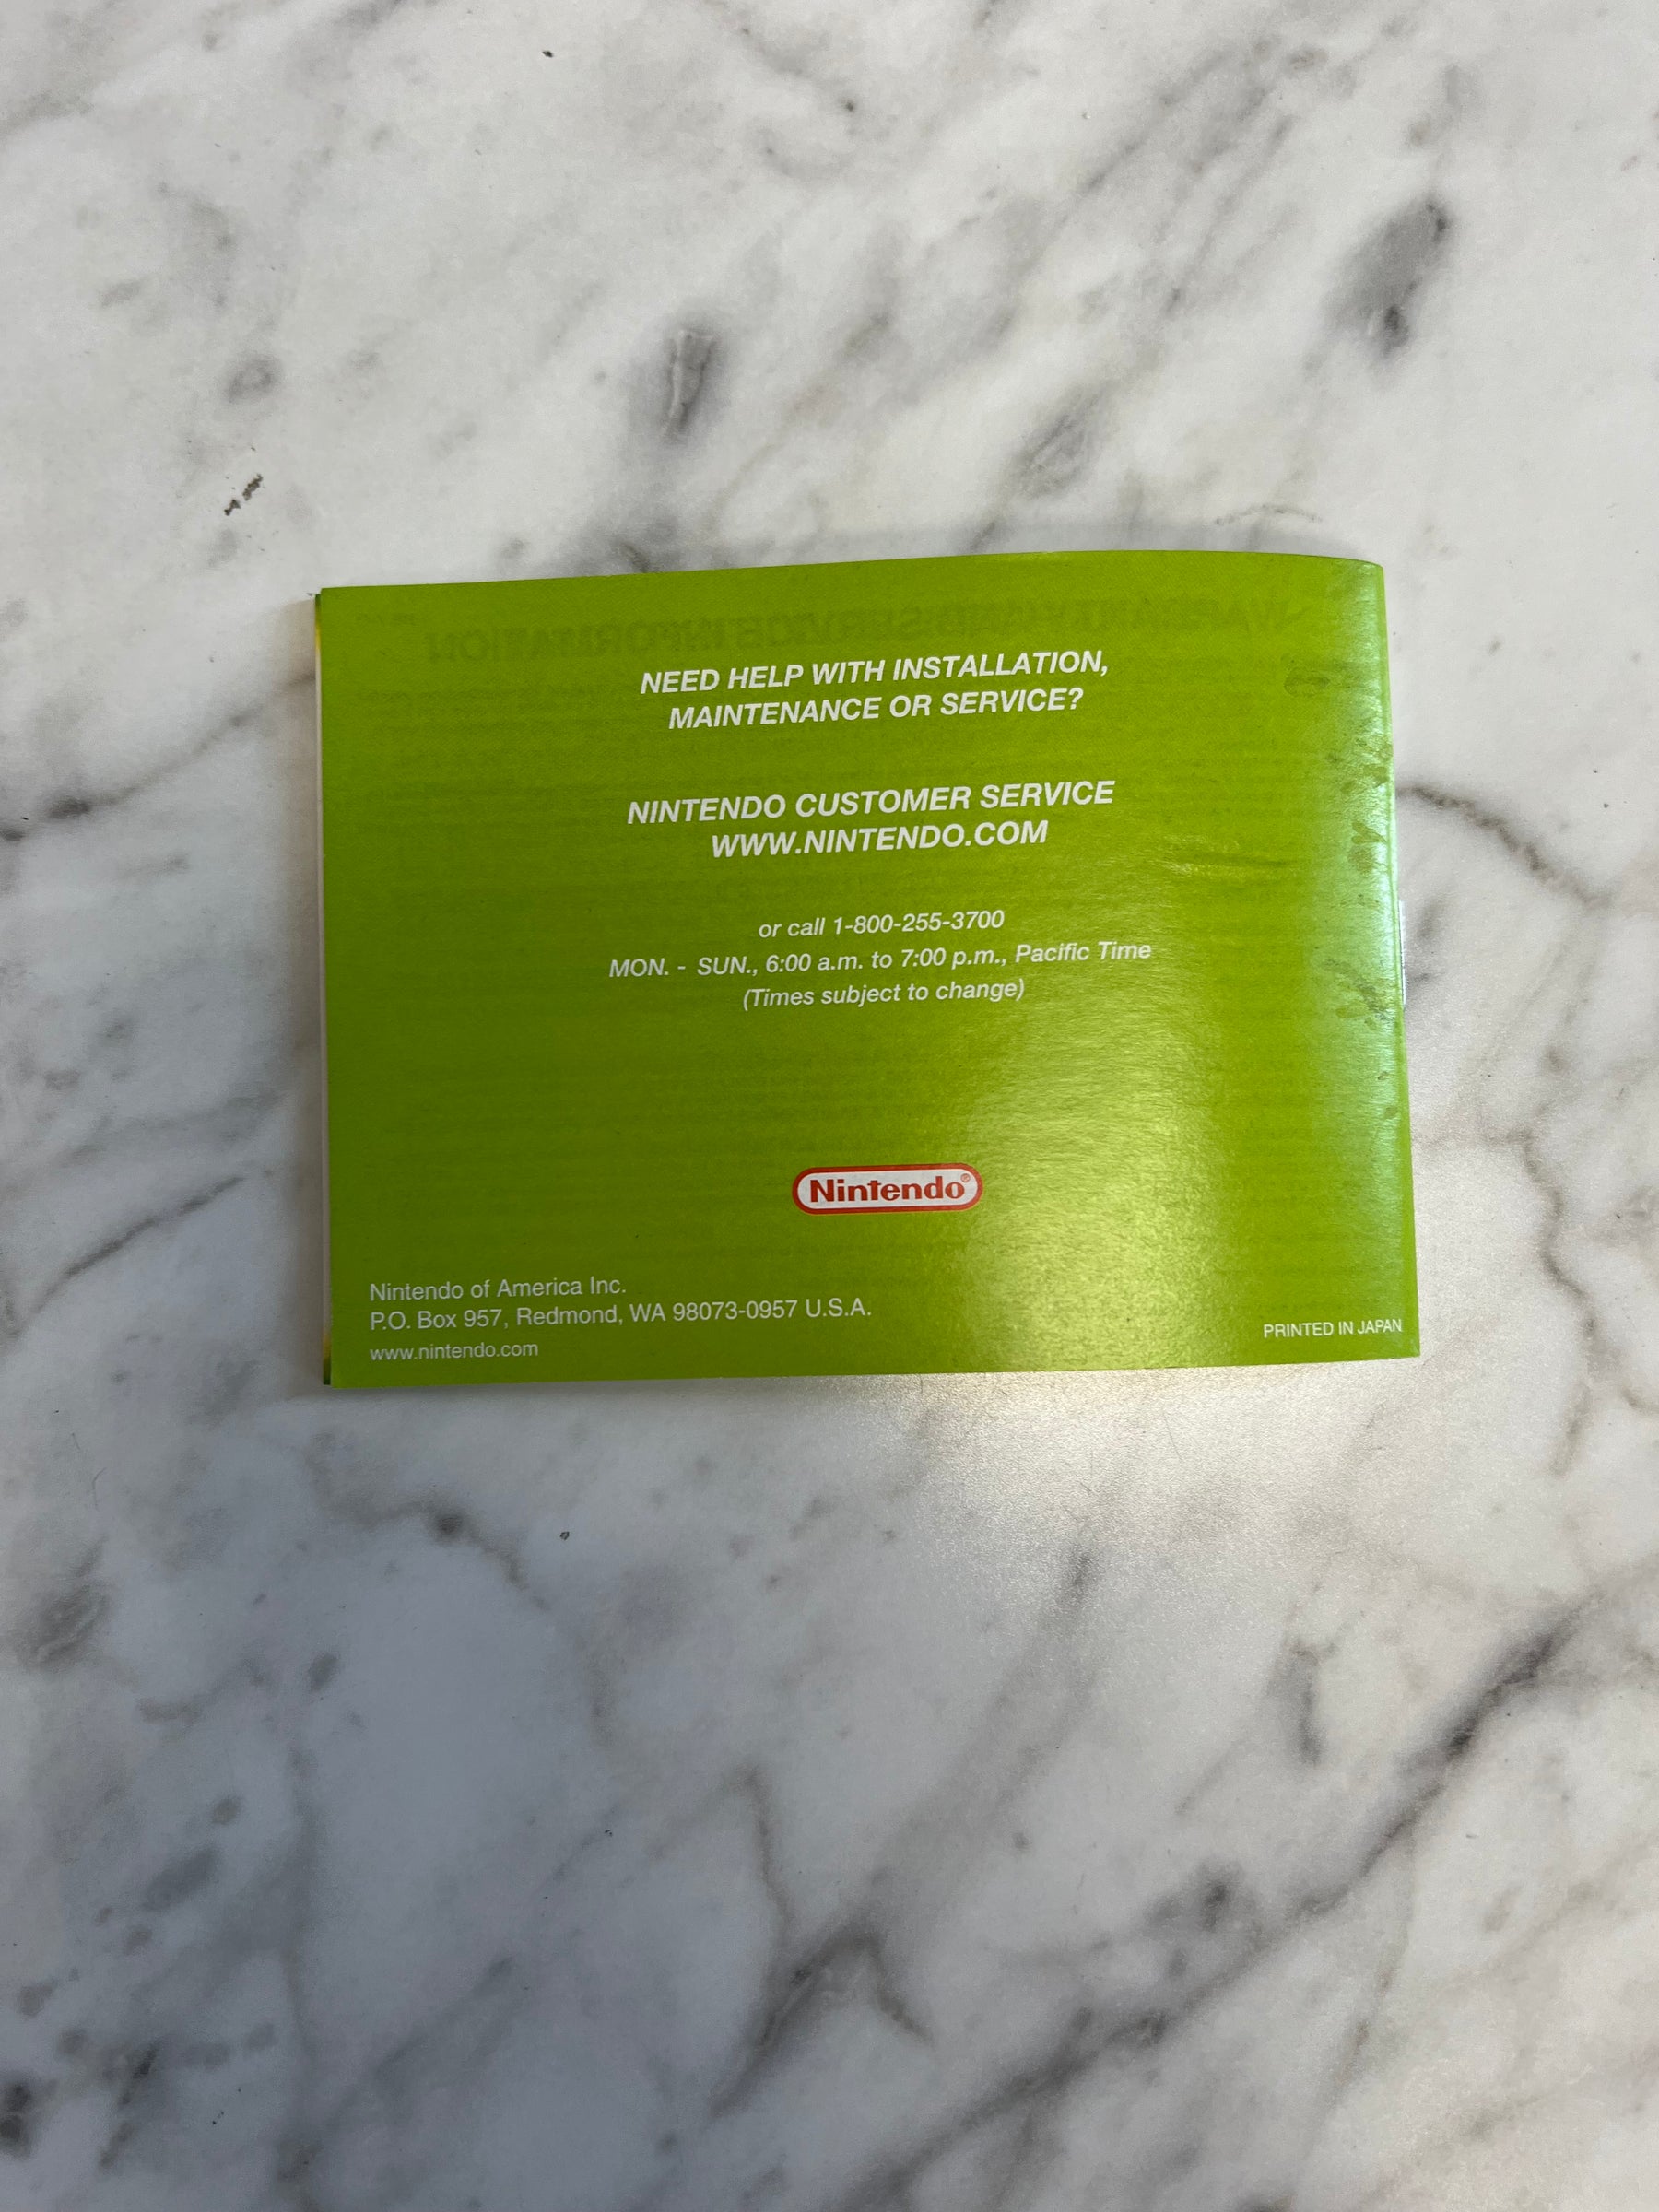 NEED HELP WITH INSTALLATION,
MAINTENANCE OR SERVICE?
NINTENDO CUSTOMER SERVICE
WWW.NINTENDO.COM
or call 1-800-255-3700
MON. - SUN., 6:00 a.m. to 7:00 p.m., Pacific Time
(Times subject to change)
Nintendo®
Nintendo of America Inc.
P.O. Box 957, Redmond, WA 98073-0957 U.S.A.
www.nintendo.com
PRINTED IN JAPAN